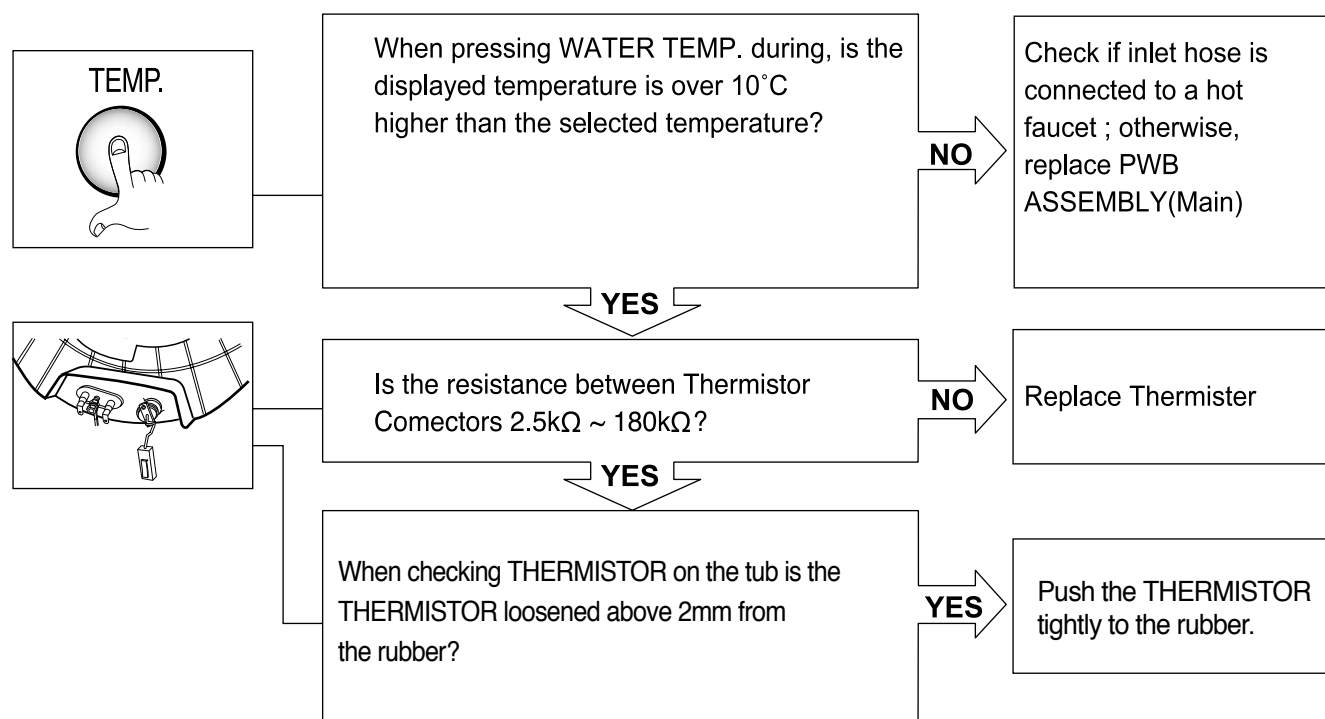 TEMP.
When pressing WATER TEMP. during, is the
displayed temperature is over 10˚C
higher than the selected temperature?
NO
Check if inlet hose is
connected to a hot
faucet ; otherwise,
replace PWB
ASSEMBLY(Main)
YES
Is the resistance between Thermistor
Comectors 2.5kΩ ~ 180kΩ?
NO
Replace Thermister
YES
When checking THERMISTOR on the tub is the
THERMISTOR loosened above 2mm from
the rubber?
YES
Push the THERMISTOR
tightly to the rubber.